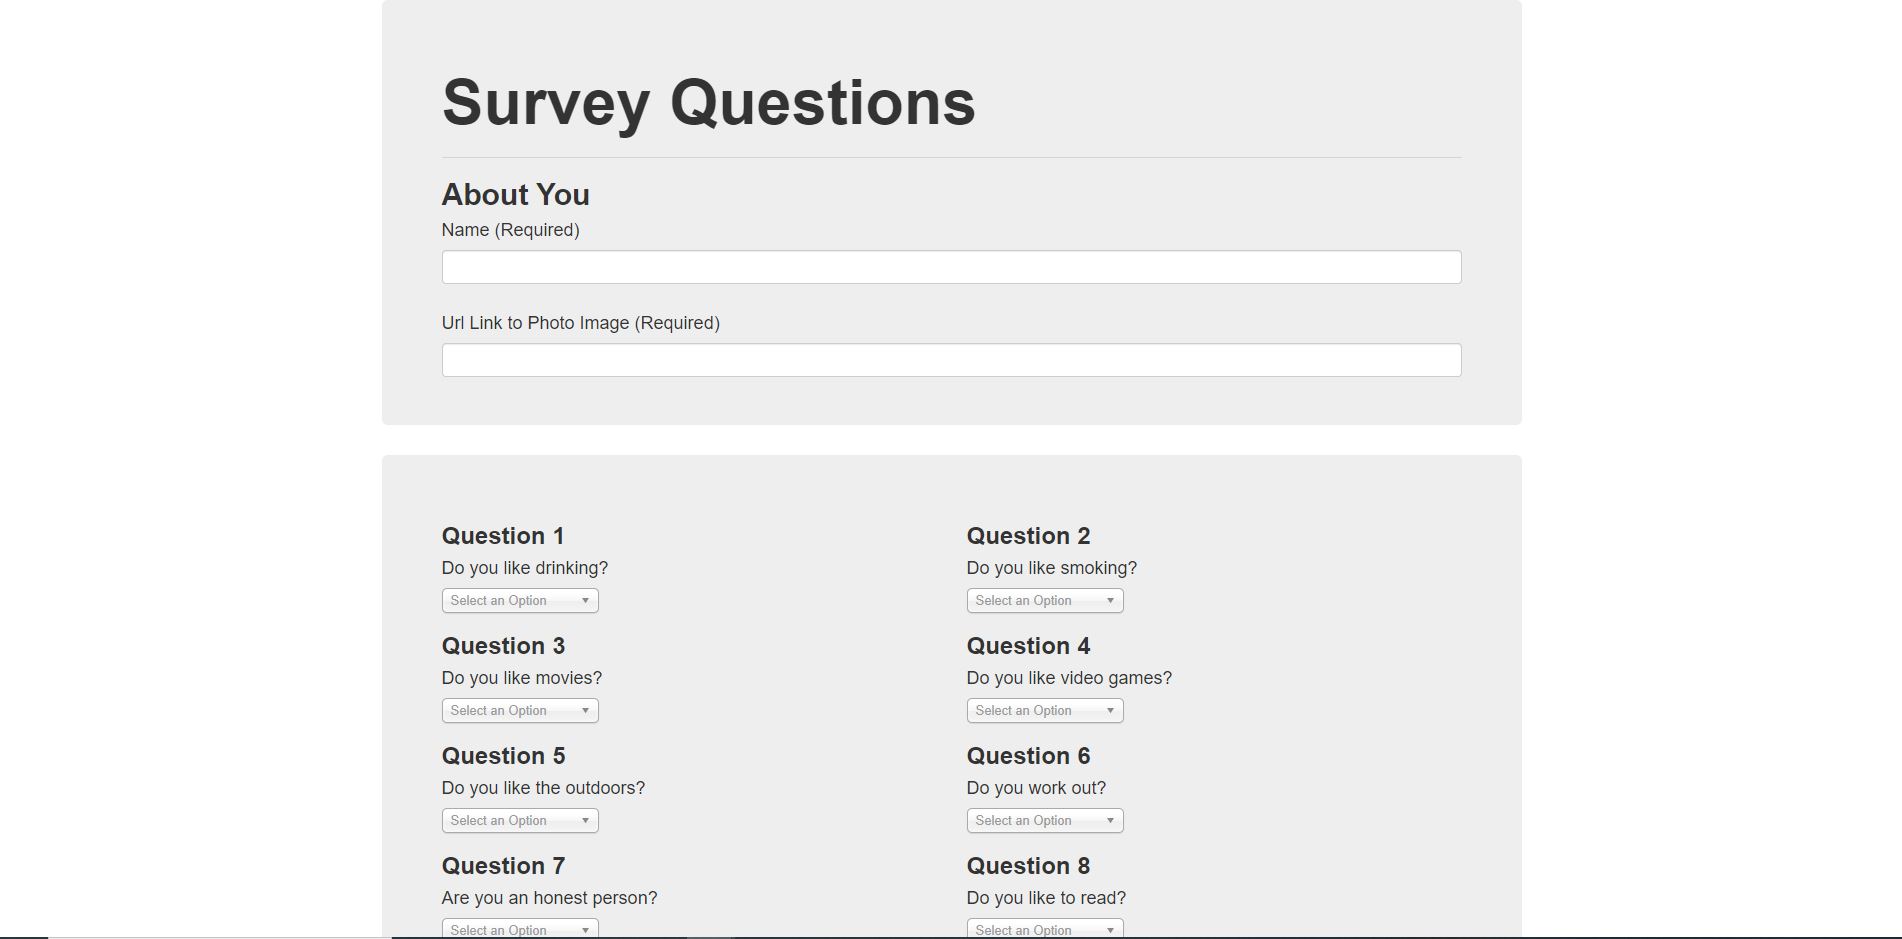 Survey Questions
About You
Name (Required)
Url Link to Photo Image (Required)
Question 1
Do you like drinking?
Select an Option
Question 2
Do you like smoking?
Select an Option
Question 3
Do you like movies?
Select an Option
Question 4
Do you like video games?
Select an Option
Question 5
Do you like the outdoors?
Select an Option
Question 6
Do you work out?
Select an Option
Question 7
Are you an honest person?
Select an Option
Question 8
Do you like to read?
Select an Option